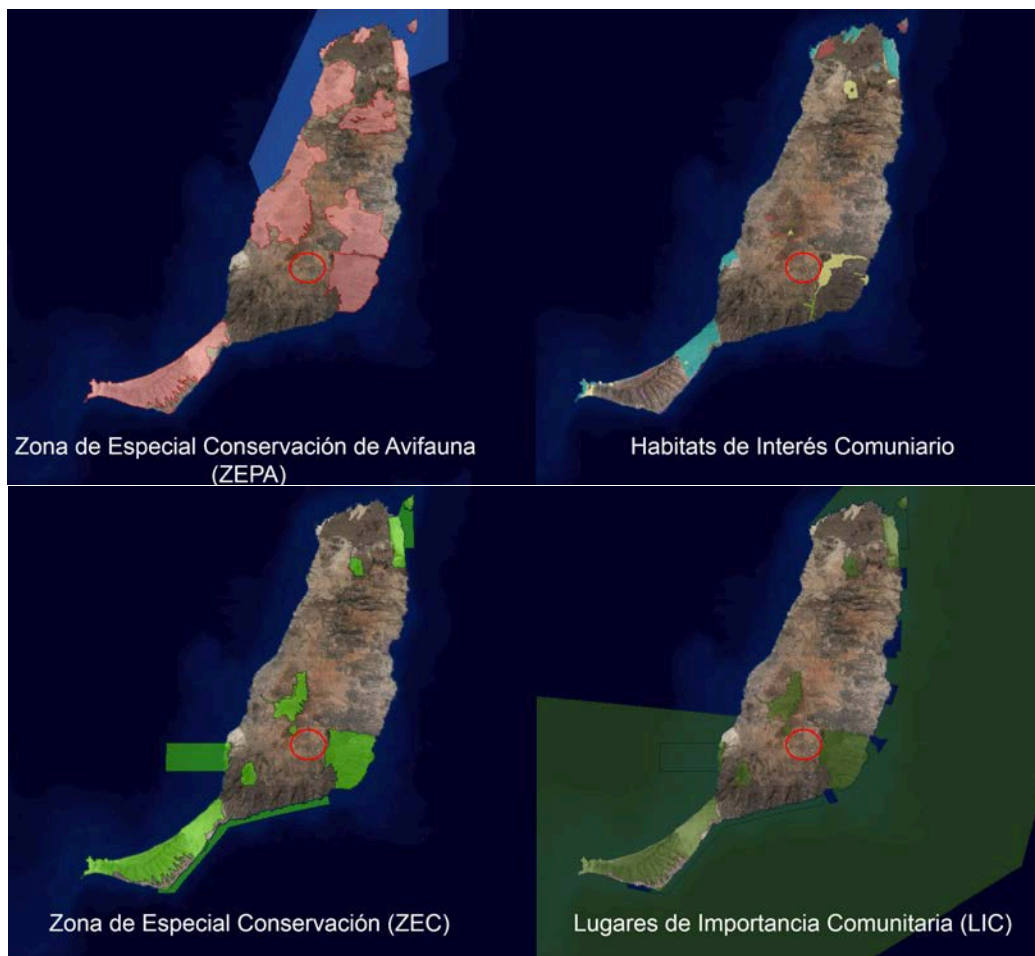 Zona de Especial Conservación de Avifauna
(ZEPA)
Habitats de Interés Comuniario
Zona de Especial Conservación (ZEC)
Lugares de Importancia Comunitaria (LIC)